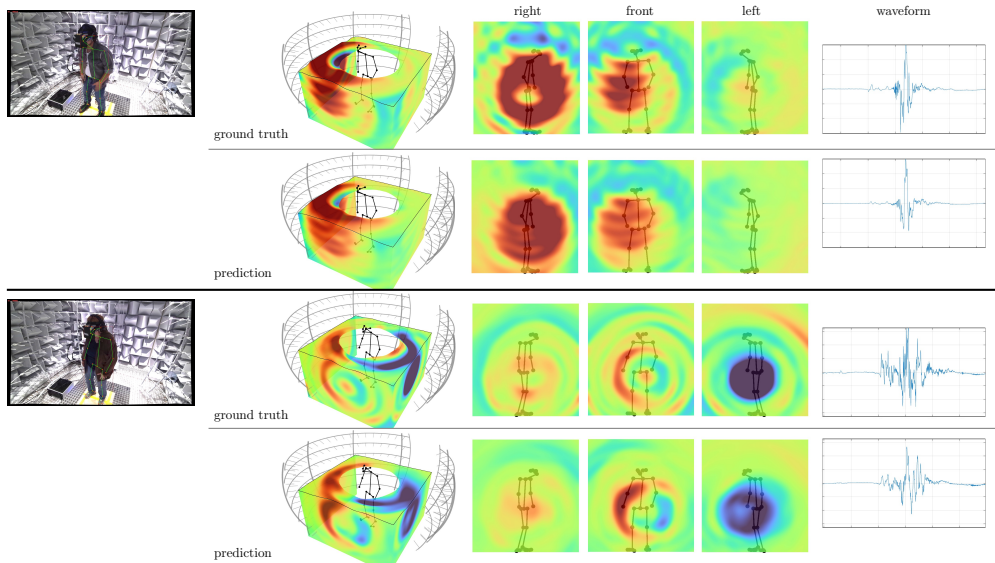 right front left waveform
ground truth
prediction
ground truth
prediction